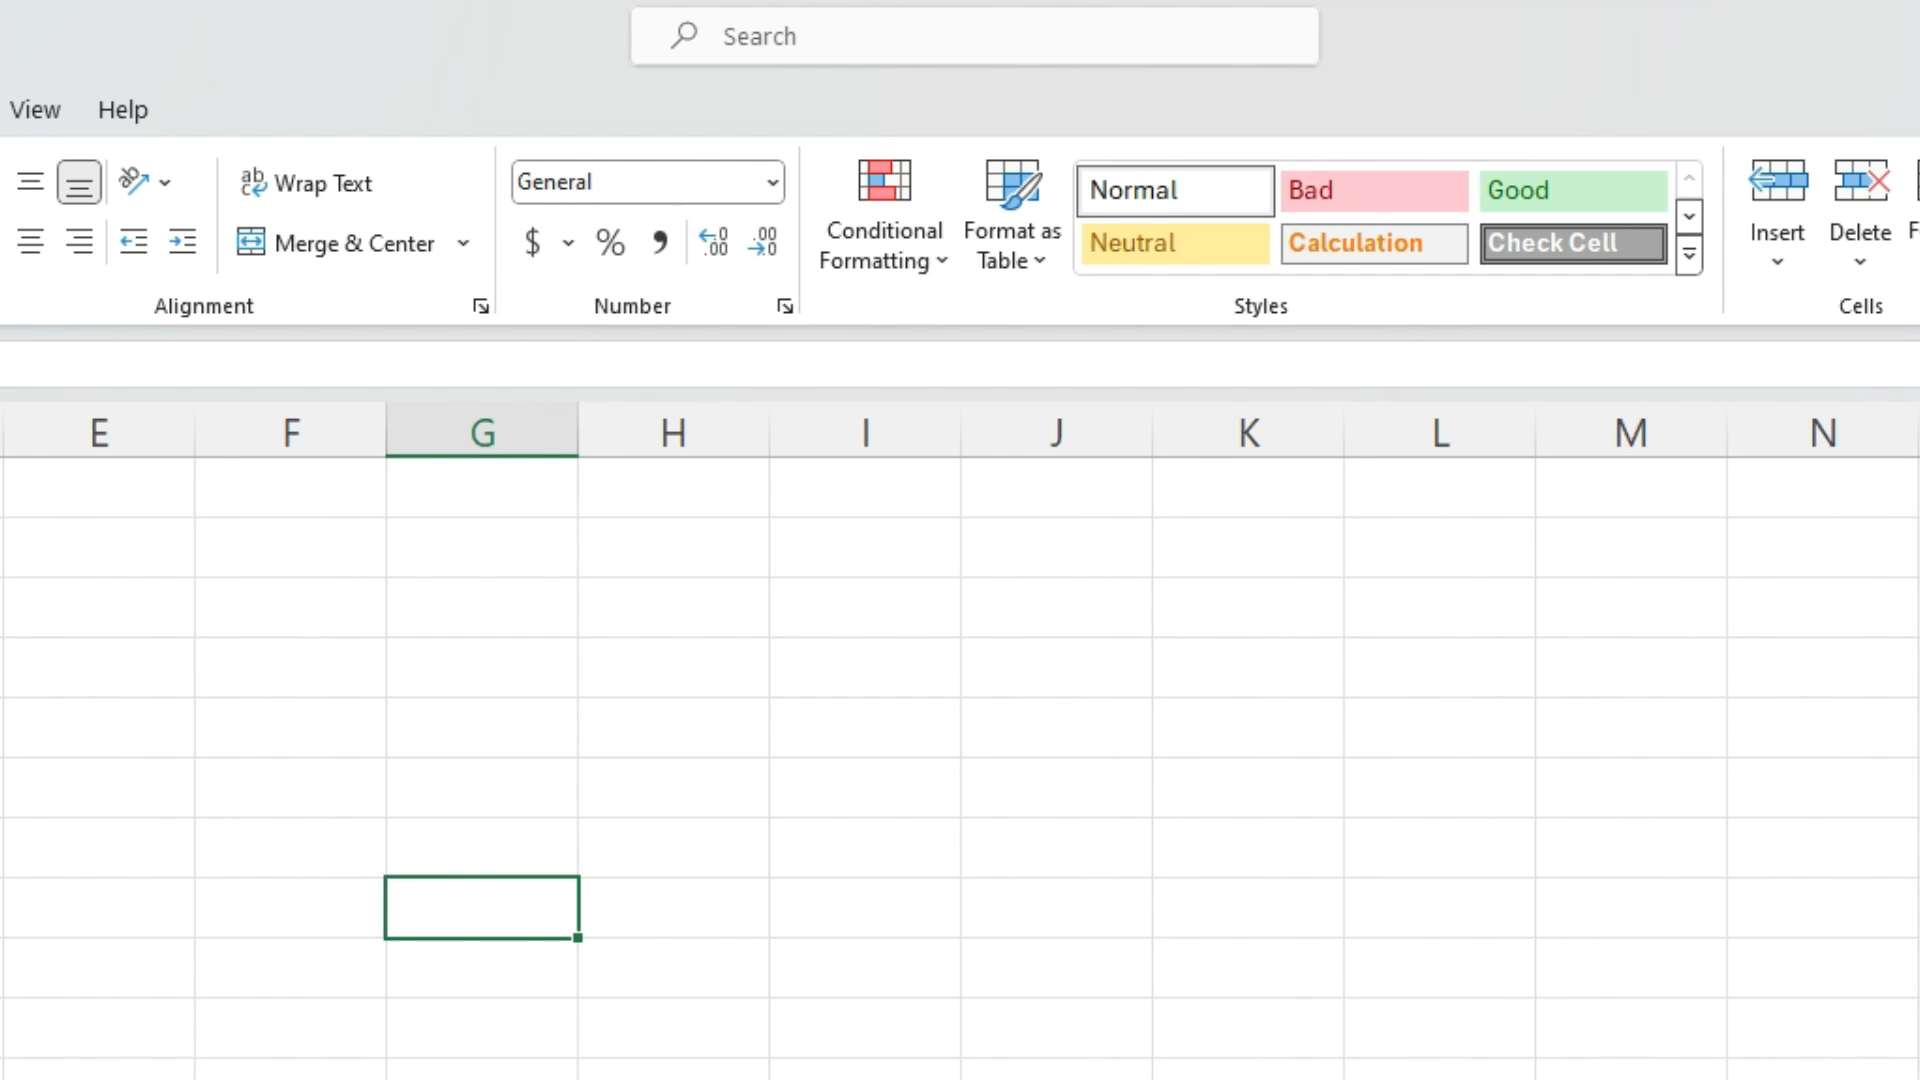 Search
View Help
Wrap Text
General
Normal Bad Good
Merge & Center
$ % ,
Conditional Formatting
Format as Table
Neutral Calculation Check Cell
Insert Delete
Alignment Number Styles Cells
E F G H I J K L M N